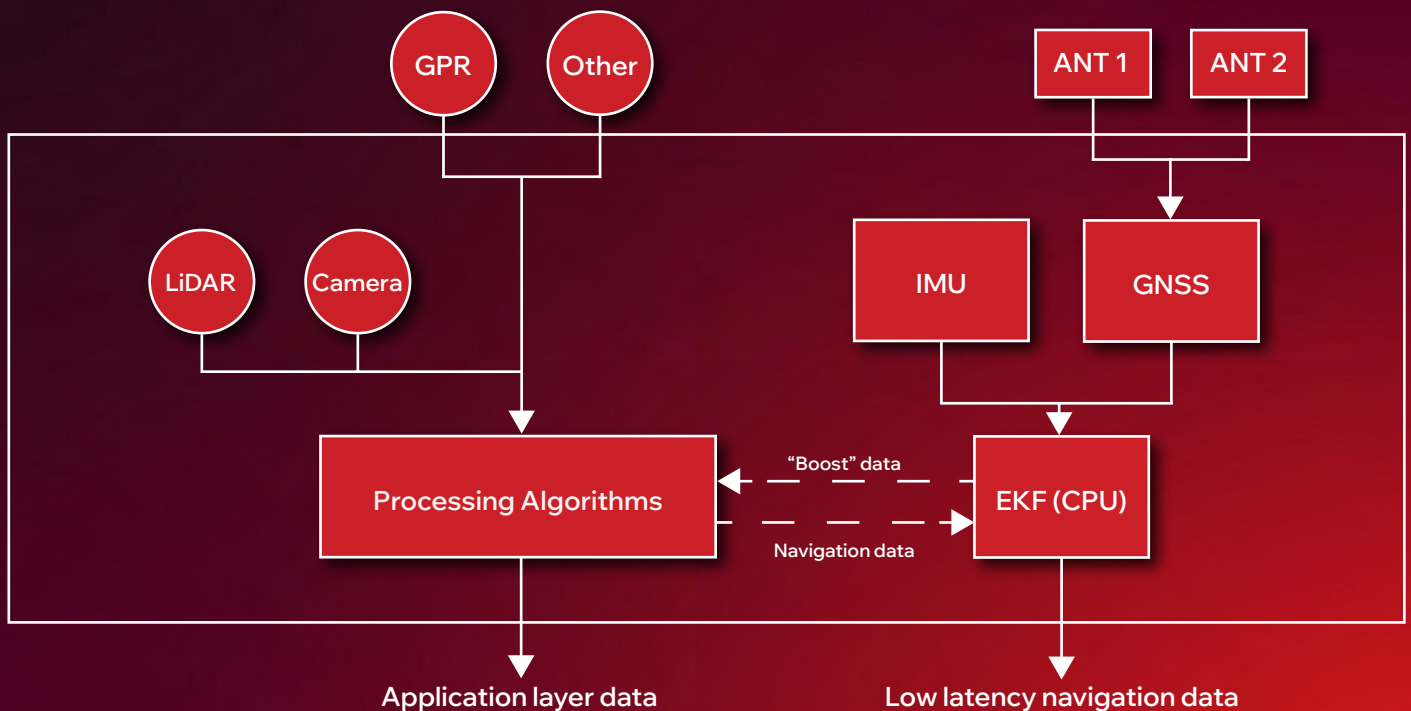 GPR
Other
ANT 1
ANT 2
LiDAR
Camera
IMU
GNSS
Processing Algorithms
“Boost” data
Navigation data
EKF (CPU)
Application layer data
Low latency navigation data